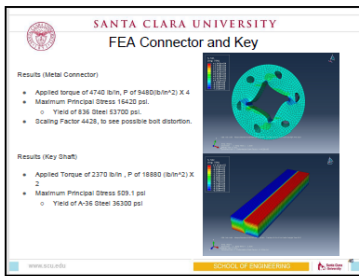 SANTA CLARA UNIVERSITY
FEA Connector and Key
Results (Metal Connector)
Applied torque of 4740 lb/in, P of 9480(lb/in^2) X 4
Maximum Principal Stress 16420 psi.
Yield of 836 Steel 53700 psi.
Scaling Factor 4428, to see possible bolt distortion.
Results (Key Shaft)
Applied Torque of 2370 lb/in , P of 18880 (lb/in^2) X
2
Maximum Principal Stress 509.1 psi
Yield of A-36 Steel 36300 psi
www.scu.edu
SCHOOL OF ENGINEERING
Santa Clara
University